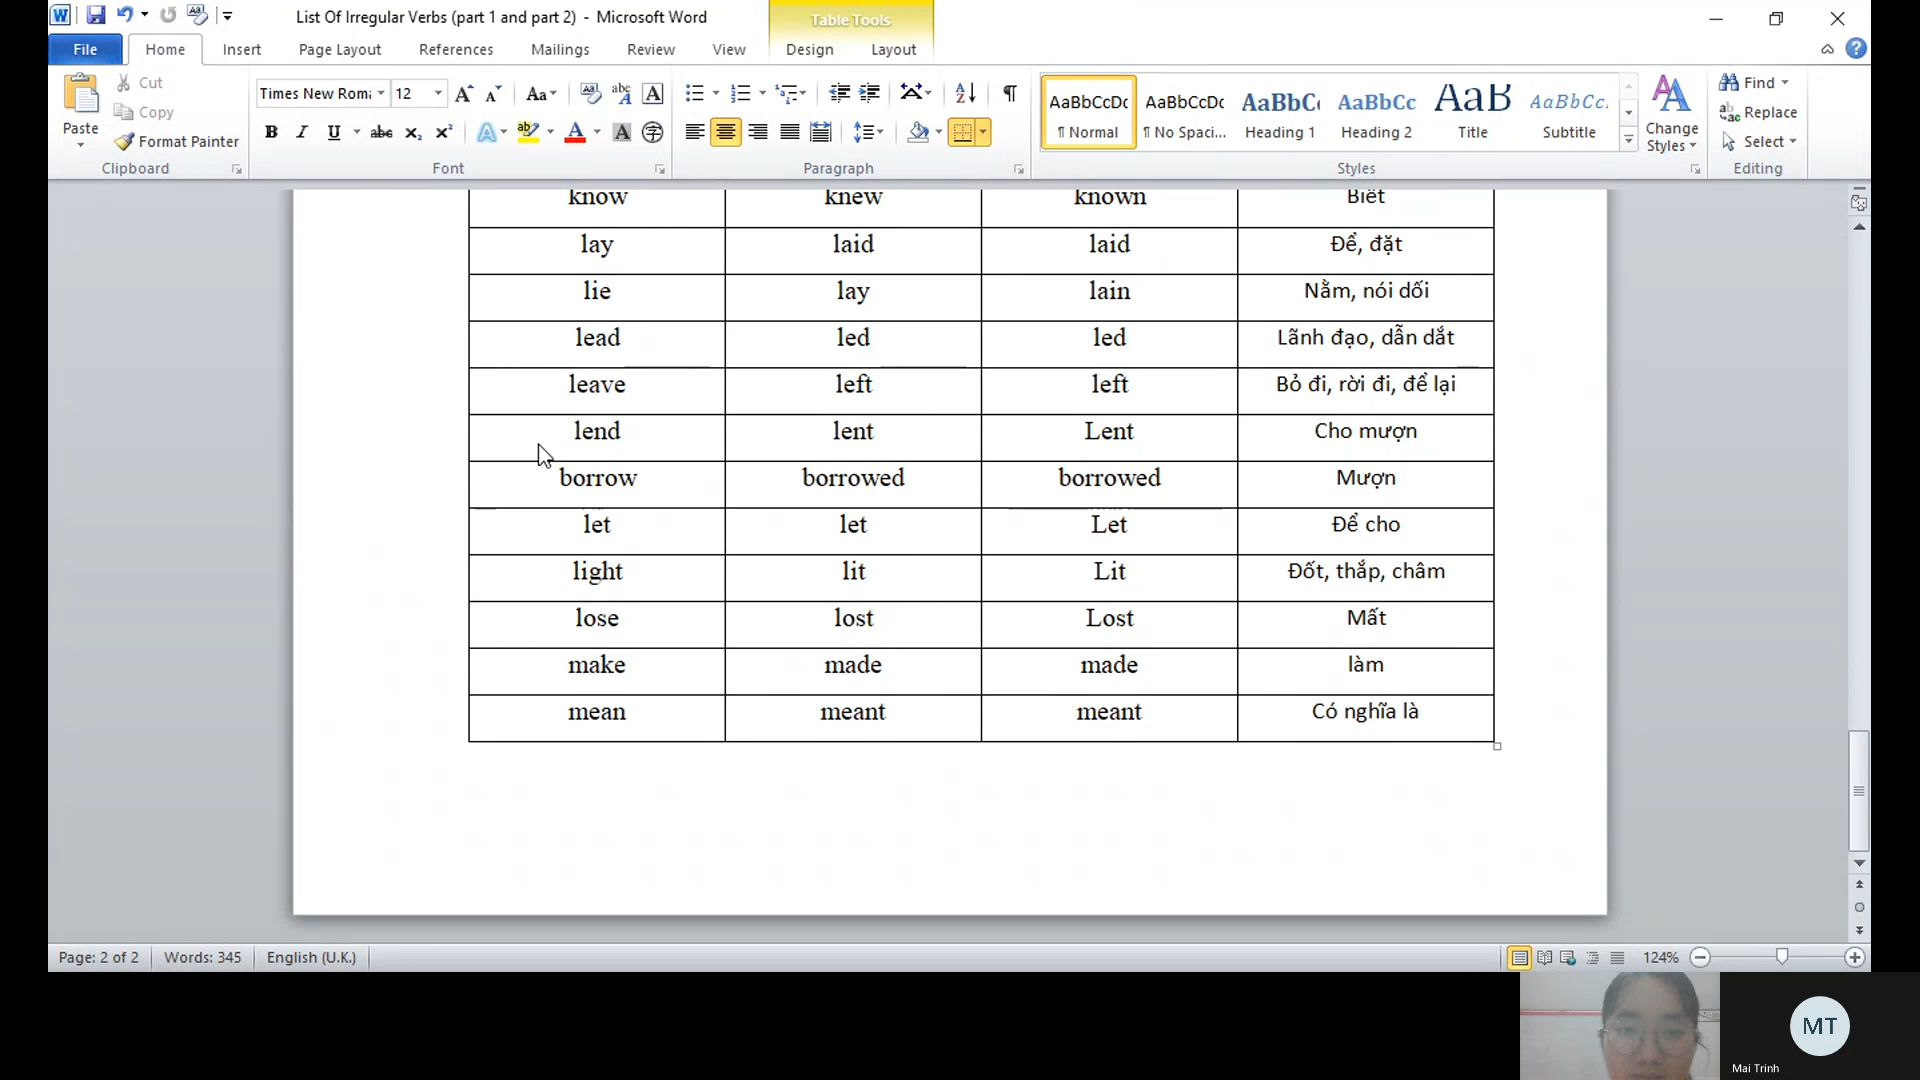 List Of Irregular Verbs (part 1 and part 2) - Microsoft Word
Table Tools
File Home Insert Page Layout References Mailings Review View Design Layout
Paste
Cut
Copy
Format Painter
Clipboard
Times New Roma 12
Font
Paragraph
AaBbCcDc AaBbCcDc AaBbC AaBbCc AaB AaBbCc.
¶ Normal ¶ No Spaci... Heading 1 Heading 2 Title Subtitle
Change
Styles
Styles
Find
Replace
Select
Editing
know knew known Biết
lay laid laid Để, đặt
lie lay lain Nằm, nói dối
lead led led Lãnh đạo, dẫn dắt
leave left left Bỏ đi, rời đi, để lại
lend lent Lent Cho mượn
borrow borrowed borrowed Mượn
let let Let Để cho
light lit Lit Đốt, thắp, châm
lose lost Lost Mất
make made made làm
mean meant meant Có nghĩa là
Page: 2 of 2 Words: 345 English (U.K.) 124%
MT
Mai Trinh